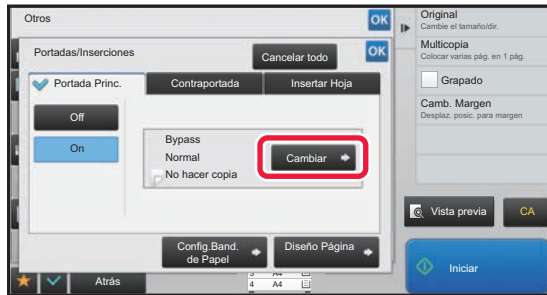 Otros
OK
Portadas/Inserciones
Cancelar todo
OK
Portada Princ.
Contraportada
Insertar Hoja
Off
On
Bypass
Normal
No hacer copia
Cambiar
Config.Band.
de Papel
Diseño Página
Atrás
A4
4 A4
Original
Cambie el tamaño/dir.
Multicopia
Colocar varias pág. en 1 pág.
Grapado
Camb. Margen
Desplaz. posic. para margen
Vista previa
CA
Iniciar